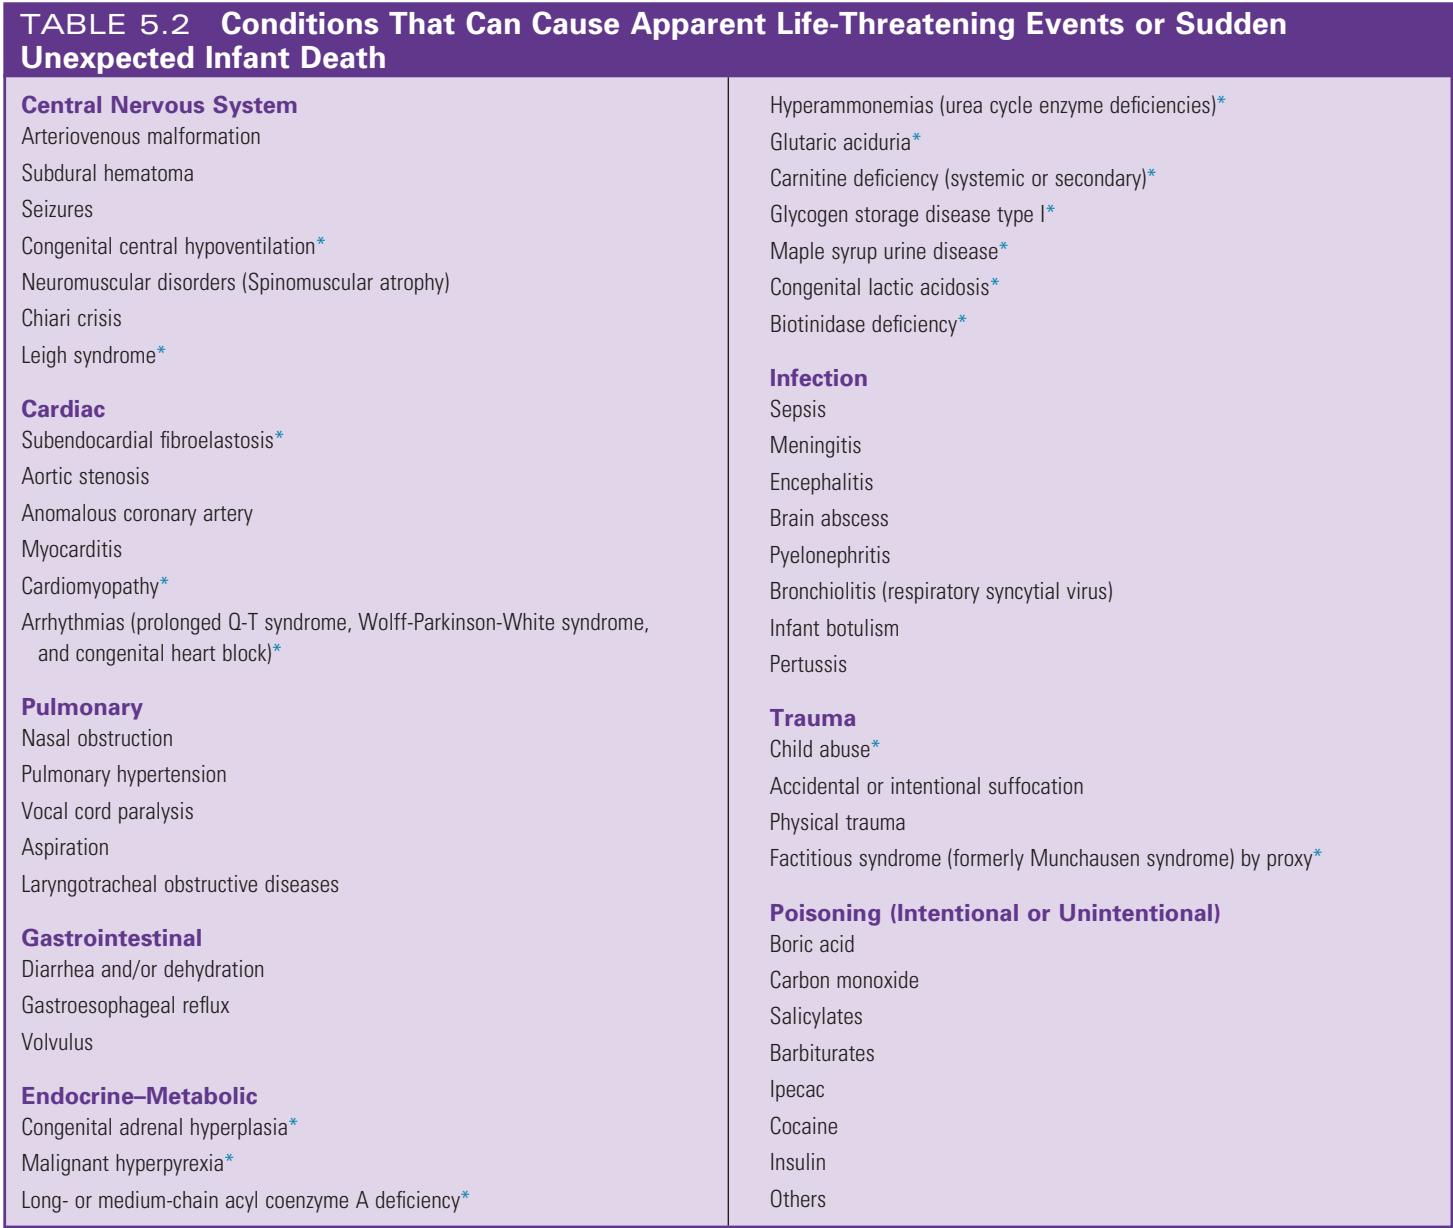 TABLE 5.2 Conditions That Can Cause Apparent Life-Threatening Events or Sudden
Unexpected Infant Death
Central Nervous System
Arteriovenous malformation
Subdural hematoma
Seizures
Congenital central hypoventilation*
Neuromuscular disorders (Spinomuscular atrophy)
Chiari crisis
Leigh syndrome*
Cardiac
Subendocardial fibroelastosis*
Aortic stenosis
Anomalous coronary artery
Myocarditis
Cardiomyopathy*
Arrhythmias (prolonged Q-T syndrome, Wolff-Parkinson-White syndrome,
and congenital heart block)*
Pulmonary
Nasal obstruction
Pulmonary hypertension
Vocal cord paralysis
Aspiration
Laryngotracheal obstructive diseases
Gastrointestinal
Diarrhea and/or dehydration
Gastroesophageal reflux
Volvulus
Endocrine–Metabolic
Congenital adrenal hyperplasia*
Malignant hyperpyrexia*
Long- or medium-chain acyl coenzyme A deficiency*
Hyperammonemias (urea cycle enzyme deficiencies)*
Glutaric aciduria*
Carnitine deficiency (systemic or secondary)*
Glycogen storage disease type I*
Maple syrup urine disease*
Congenital lactic acidosis*
Biotinidase deficiency*
Infection
Sepsis
Meningitis
Encephalitis
Brain abscess
Pyelonephritis
Bronchiolitis (respiratory syncytial virus)
Infant botulism
Pertussis
Trauma
Child abuse*
Accidental or intentional suffocation
Physical trauma
Factitious syndrome (formerly Munchausen syndrome) by proxy*
Poisoning (Intentional or Unintentional)
Boric acid
Carbon monoxide
Salicylates
Barbiturates
Ipecac
Cocaine
Insulin
Others